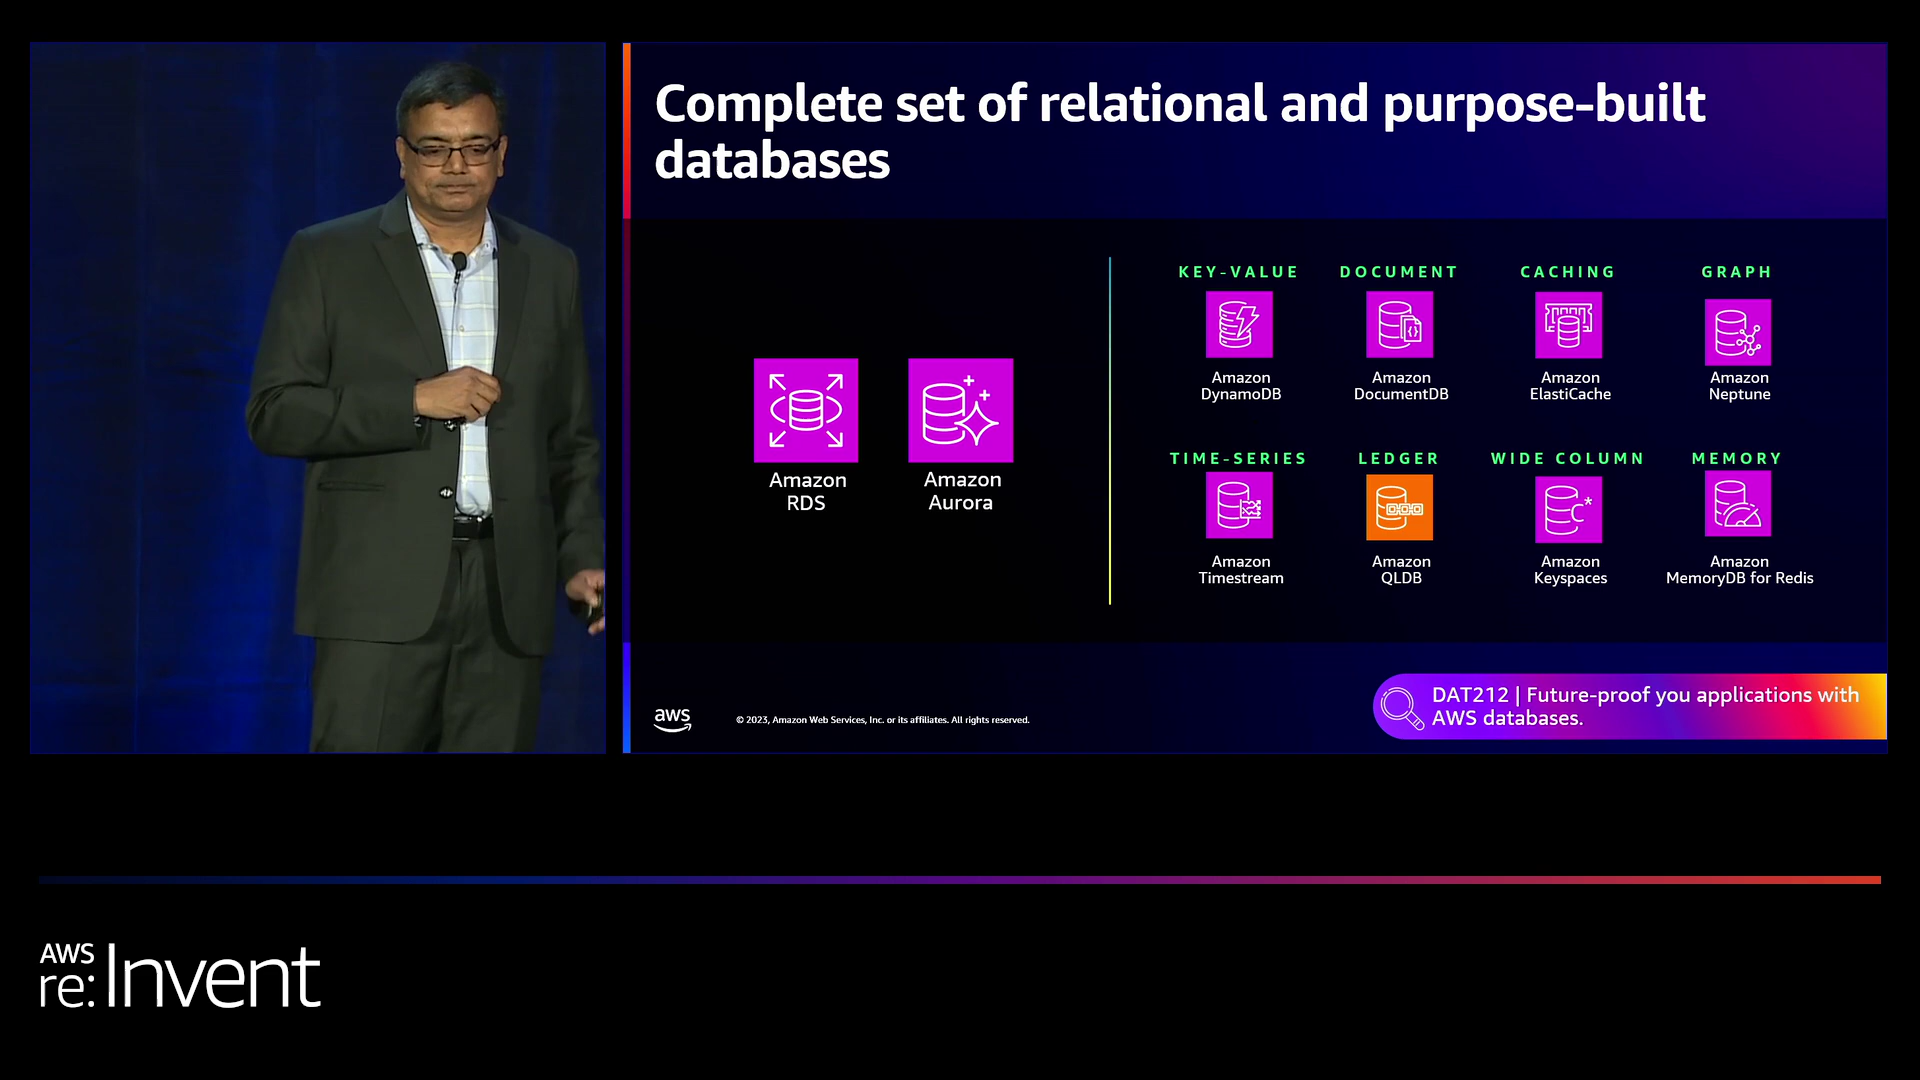 Complete set of relational and purpose-built
databases
Amazon
RDS
Amazon
Aurora
KEY-VALUE
Amazon
DynamoDB
DOCUMENT
Amazon
DocumentDB
CACHING
Amazon
ElastiCache
GRAPH
Amazon
Neptune
TIME-SERIES
Amazon
Timestream
LEDGER
Amazon
QLDB
WIDE COLUMN
C*
Amazon
Keyspaces
MEMORY
Amazon
MemoryDB for Redis
aws
© 2023, Amazon Web Services, Inc. or its affiliates. All rights reserved.
DAT212 | Future-proof you applications with
AWS databases.
AWS
re:Invent